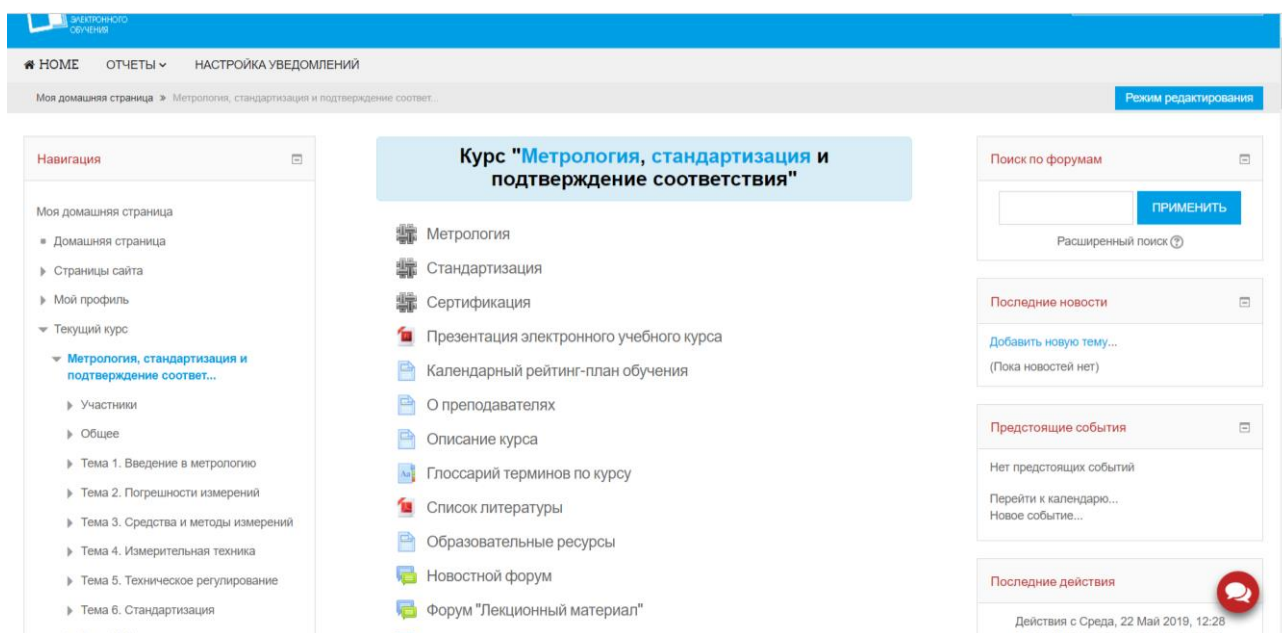 ЭЛЕКТРОННОГО
ОБУЧЕНИЯ
HOME ОТЧЕТЫ НАСТРОЙКА УВЕДОМЛЕНИЙ
Моя домашняя страница » Метрология, стандартизация и подтверждение соответ...
Режим редактирования
Навигация
Моя домашняя страница
Домашняя страница
Страницы сайта
Мой профиль
Текущий курс
Метрология, стандартизация и
подтверждение соответ...
Участники
Общее
Тема 1. Введение в метрологию
Тема 2. Погрешности измерений
Тема 3. Средства и методы измерений
Тема 4. Измерительная техника
Тема 5. Техническое регулирование
Тема 6. Стандартизация
Курс "Метрология, стандартизация и
подтверждение соответствия"
Метрология
Стандартизация
Сертификация
Презентация электронного учебного курса
Календарный рейтинг-план обучения
О преподавателях
Описание курса
Глоссарий терминов по курсу
Список литературы
Образовательные ресурсы
Новостной форум
Форум "Лекционный материал"
Поиск по форумам
ПРИМЕНИТЬ
Расширенный поиск
Последние новости
Добавить новую тему...
(Пока новостей нет)
Предстоящие события
Нет предстоящих событий
Перейти к календарю...
Новое событие...
Последние действия
Действия с Среда, 22 Май 2019, 12:28